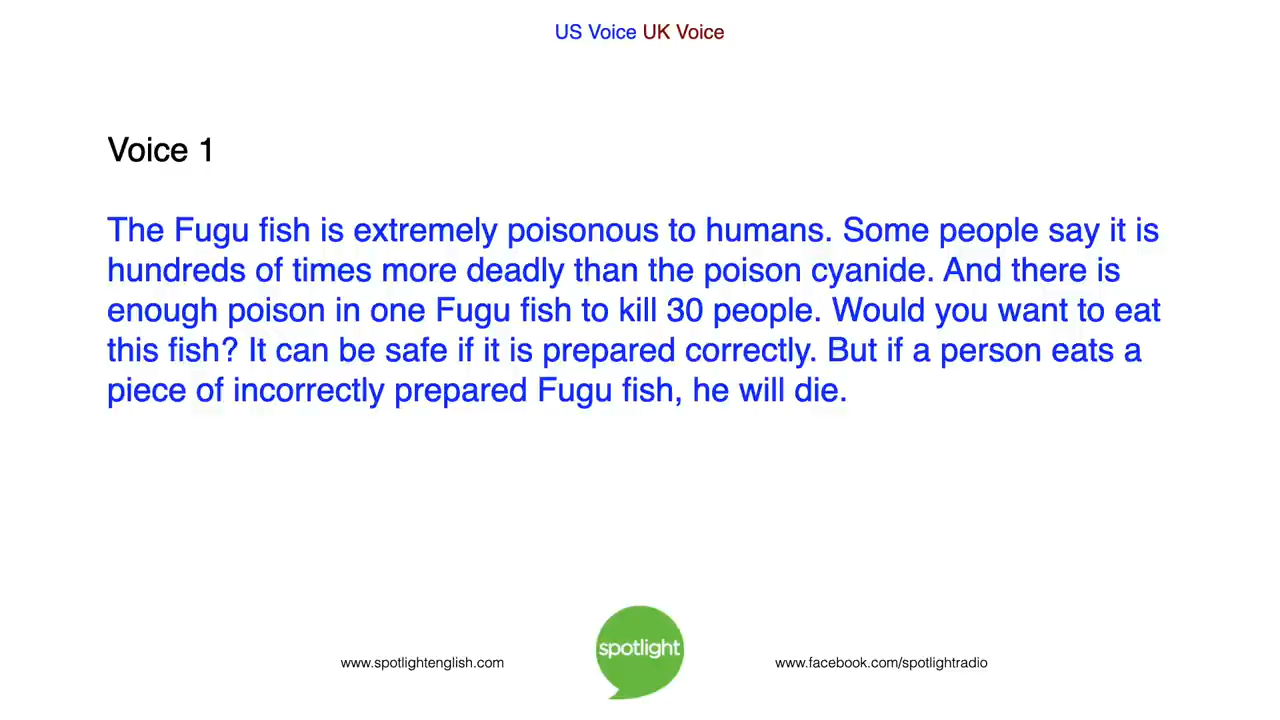 US Voice UK Voice
Voice 1
The Fugu fish is extremely poisonous to humans. Some people say it is
hundreds of times more deadly than the poison cyanide. And there is
enough poison in one Fugu fish to kill 30 people. Would you want to eat
this fish? It can be safe if it is prepared correctly. But if a person eats a
piece of incorrectly prepared Fugu fish, he will die.
spotlight
www.spotlightenglish.com
www.facebook.com/spotlightradio